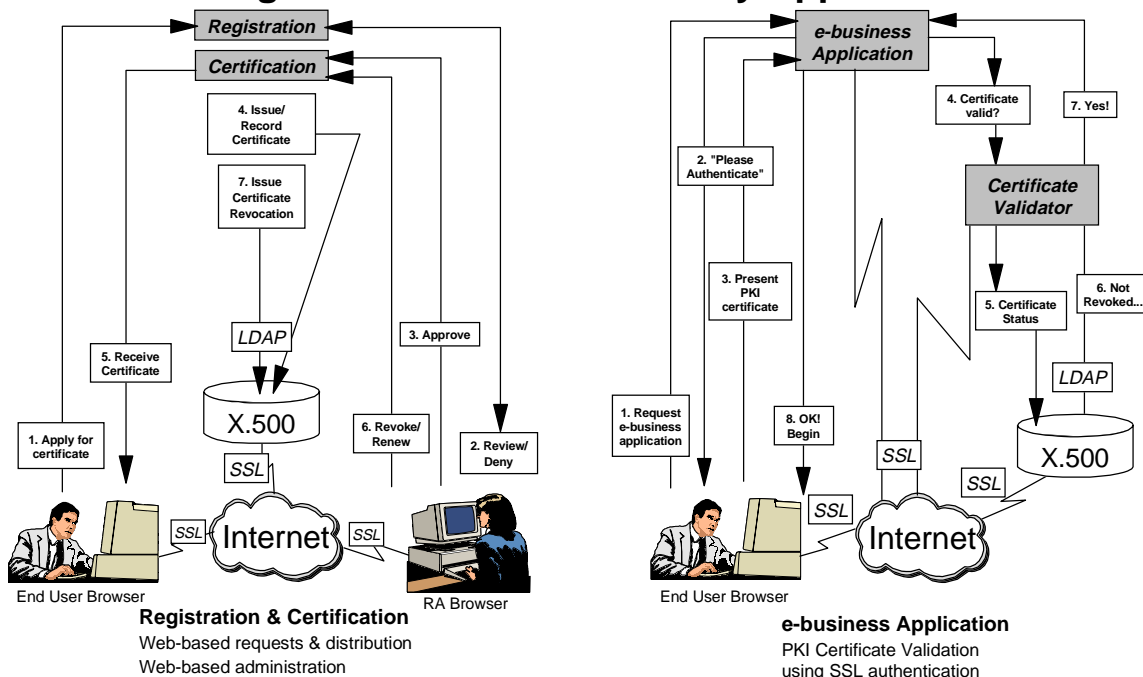 Registration
Certification
4. Issue/
Record
Certificate
7. Issue
Certificate
Revocation
LDAP
5. Receive
Certificate
3. Approve
X.500
1. Apply for
certificate
6. Revoke/
Renew
2. Review/
Deny
SSL
SSL
Internet
SSL
End User Browser
RA Browser
Registration & Certification
Web-based requests & distribution
Web-based administration
e-business
Application
4. Certificate
valid?
7. Yes!
2. "Please
Authenticate"
Certificate
Validator
3. Present
PKI
certificate
5. Certificate
Status
6. Not
Revoked...
LDAP
1. Request
e-business
application
8. OK!
Begin
X.500
SSL
SSL
SSL
Internet
End User Browser
e-business Application
PKI Certificate Validation
using SSL authentication